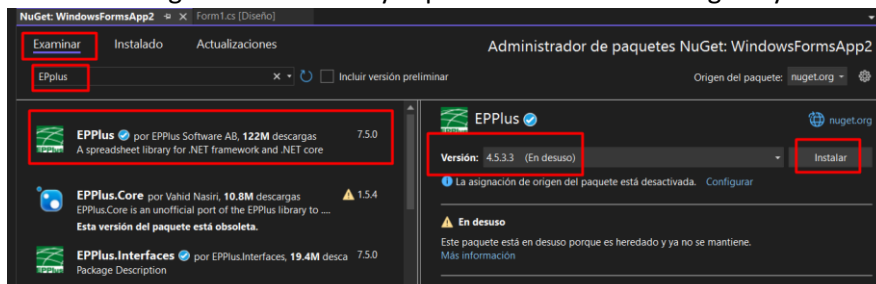 NuGet: WindowsFormsApp2
Form1.cs [Diseño]
Examinar Instalado Actualizaciones
Administrador de paquetes NuGet: WindowsFormsApp2
EPplus
Incluir versión preliminar
Origen del paquete: nuget.org
EPPlus por EPPlus Software AB, 122M descargas 7.5.0
A spreadsheet library for .NET framework and .NET core
EPPlus.Core por Vahid Nasiri, 10.8M descargas 1.5.4
EPPlus.Core is an unofficial port of the EPPlus library to ....
Esta versión del paquete está obsoleta.
EPPlus.Interfaces por EPPlus.Interfaces, 19.4M desca 7.5.0
Package Description
EPPlus
nuget.org
Versión: 4.5.3.3 (En desuso) Instalar
La asignación de origen del paquete está desactivada. Configurar
En desuso
Este paquete está en desuso porque es heredado y ya no se mantiene.
Más información